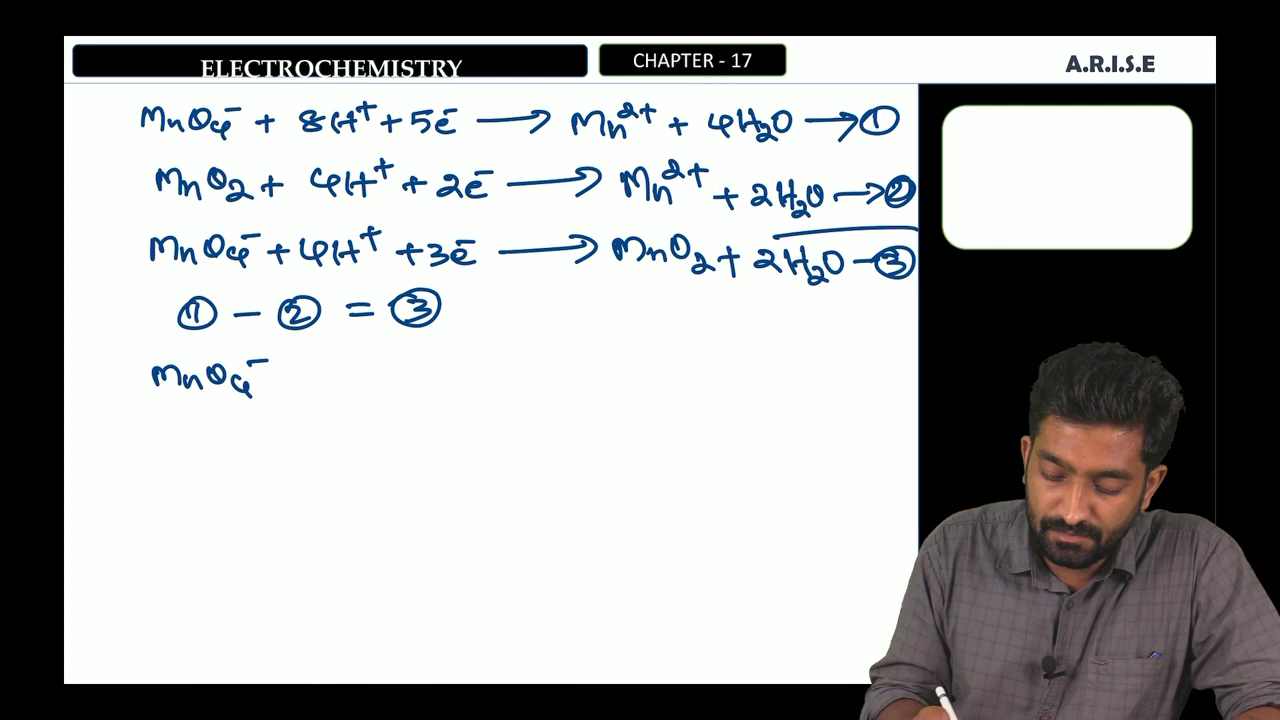 ELECTROCHEMISTRY
CHAPTER - 17
A.R.I.S.E
MnO₄⁻ + 8H⁺ + 5e⁻ ⟶ Mn²⁺ + 4H₂O ⟶ ①
MnO₂ + 4H⁺ + 2e⁻ ⟶ Mn²⁺ + 2H₂O ⟶ ②
MnO₄⁻ + 4H⁺ + 3e⁻ ⟶ MnO₂ + 2H₂O — ③
① - ② = ③
MnO₄⁻